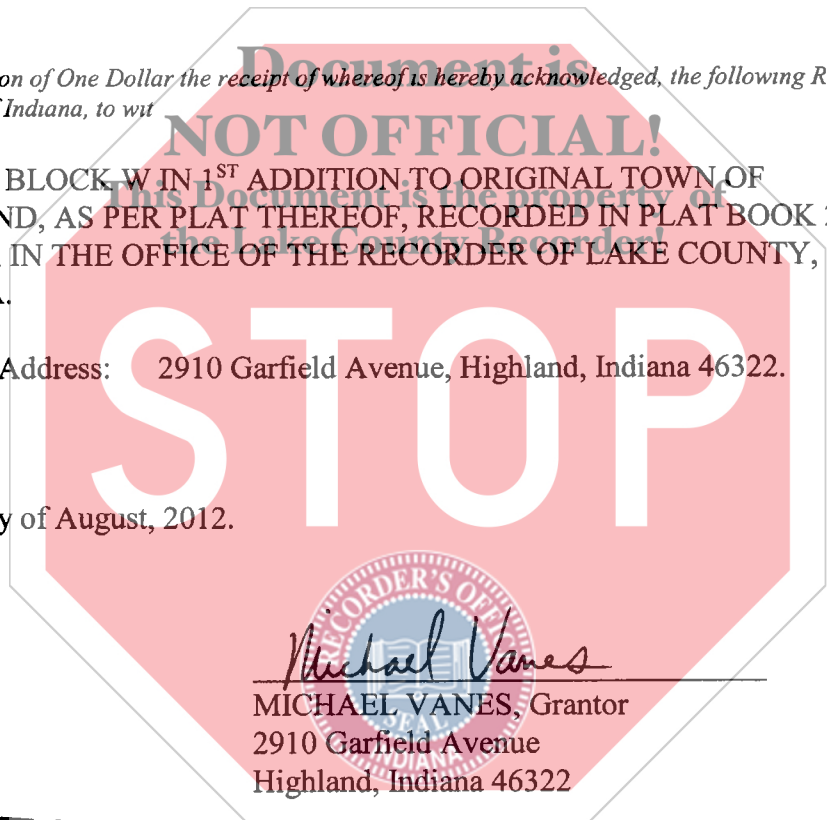 Document is
on of One Dollar the receipt of whereof is hereby acknowledged, the following R
f Indiana, to wit
NOT OFFICIAL!
BLOCK W IN 1ST ADDITION TO ORIGINAL TOWN OF
This Document is the property of
ND, AS PER PLAT THEREOF, RECORDED IN PLAT BOOK
the Lake County Recorder!
IN THE OFFICE OF THE RECORDER OF LAKE COUNTY,
A.
STOP
Address: 2910 Garfield Avenue, Highland, Indiana 46322.
y of August, 2012.
RECORDER'S OFFICE
SEAL
INDIANA
Michael Vanes
MICHAEL VANES, Grantor
2910 Garfield Avenue
Highland, Indiana 46322